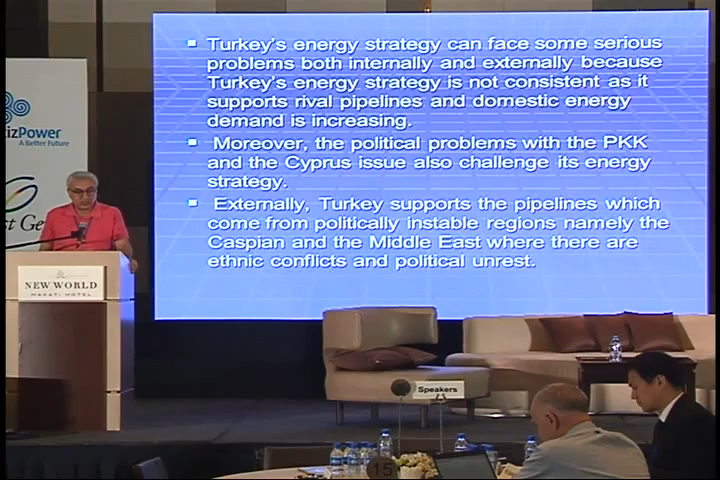 Turkey's energy strategy can face some serious
problems both internally and externally because
Turkey's energy strategy is not consistent as it
supports rival pipelines and domestic energy
demand is increasing.
Moreover, the political problems with the PKK
and the Cyprus issue also challenge its energy
strategy.
Externally, Turkey supports the pipelines which
come from politically instable regions namely the
Caspian and the Middle East where there are
ethnic conflicts and political unrest.
izPower
A Better Future
st Ge
NEW WORLD
MAKATI HOTEL
Speakers
15